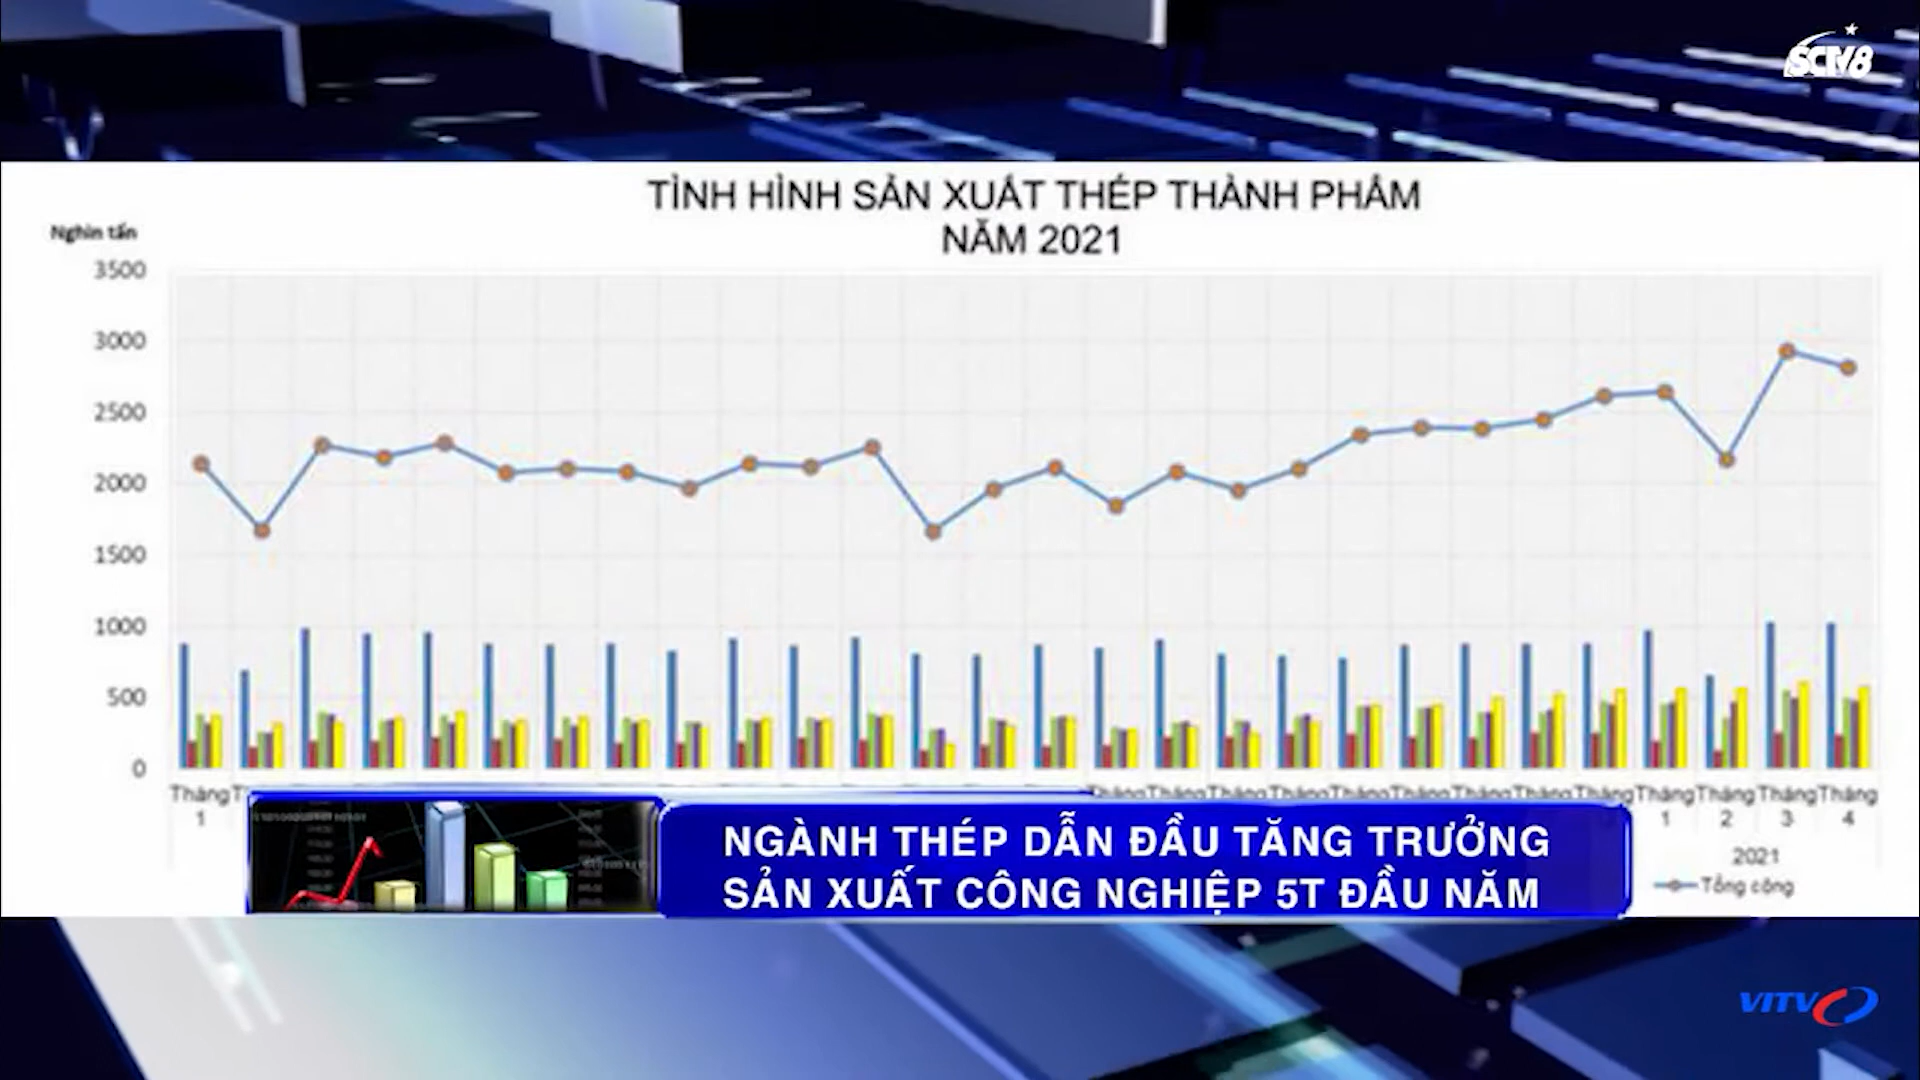 SCTV8
TÌNH HÌNH SẢN XUẤT THÉP THÀNH PHẨM
NĂM 2021
Nghìn tấn
3500
3000
2500
2000
1500
1000
500
0
Tháng Tháng Tháng Tháng Tháng Tháng Tháng Tháng Tháng Tháng Tháng Tháng Tháng Tháng
1 1 2 3 4
2021
Tổng cộng
NGÀNH THÉP DẪN ĐẦU TĂNG TRƯỞNG
SẢN XUẤT CÔNG NGHIỆP 5T ĐẦU NĂM
VITV